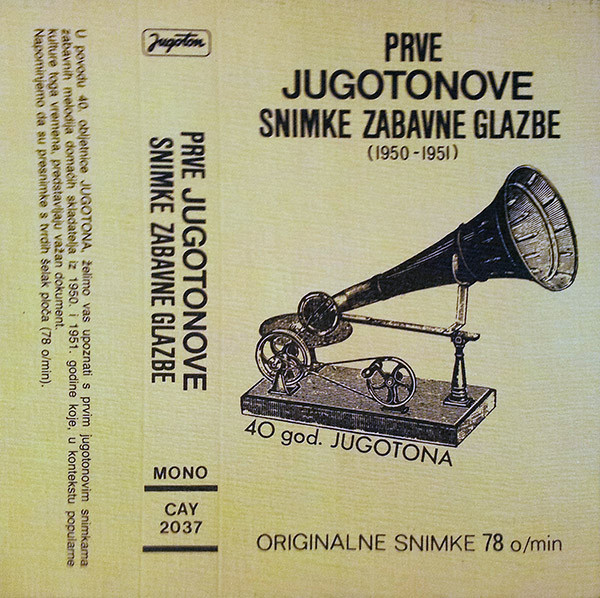 U povodu 40. obljetnice JUGOTONA, želimo vas upoznati s prvim jugotonovim snimkama
zabavnih melodija domaćih skladatelja iz 1950. i 1951. godine koje, u kontekstu popularne
kulture toga vremena, predstavljaju važan dokument.
Napominjemo da su presnimke s tvrdih šelak ploča (78 o/min).
Jugoton
PRVE JUGOTONOVE
SNIMKE ZABAVNE GLAZBE
MONO
CAY
2037
PRVE
JUGOTONOVE
SNIMKE ZABAVNE GLAZBE
(1950-1951)
40 god. JUGOTONA
ORIGINALNE SNIMKE 78 o/min